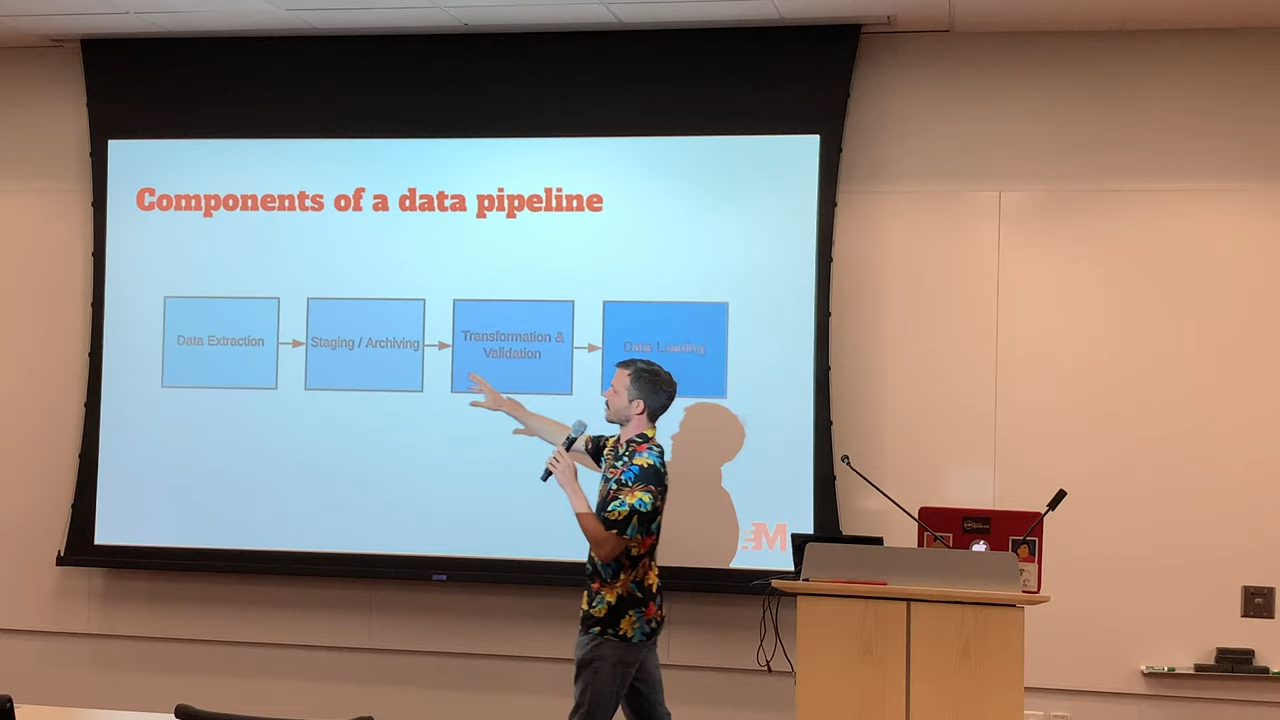 Components of a data pipeline
Data Extraction
Staging / Archiving
Transformation &
Validation
Data Loading
M